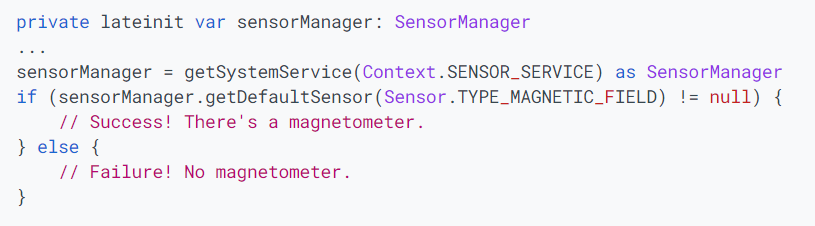 private lateinit var sensorManager: SensorManager
...
sensorManager = getSystemService(Context.SENSOR_SERVICE) as SensorManager
if (sensorManager.getDefaultSensor(Sensor.TYPE_MAGNETIC_FIELD) != null) {
    // Success! There's a magnetometer.
} else {
    // Failure! No magnetometer.
}